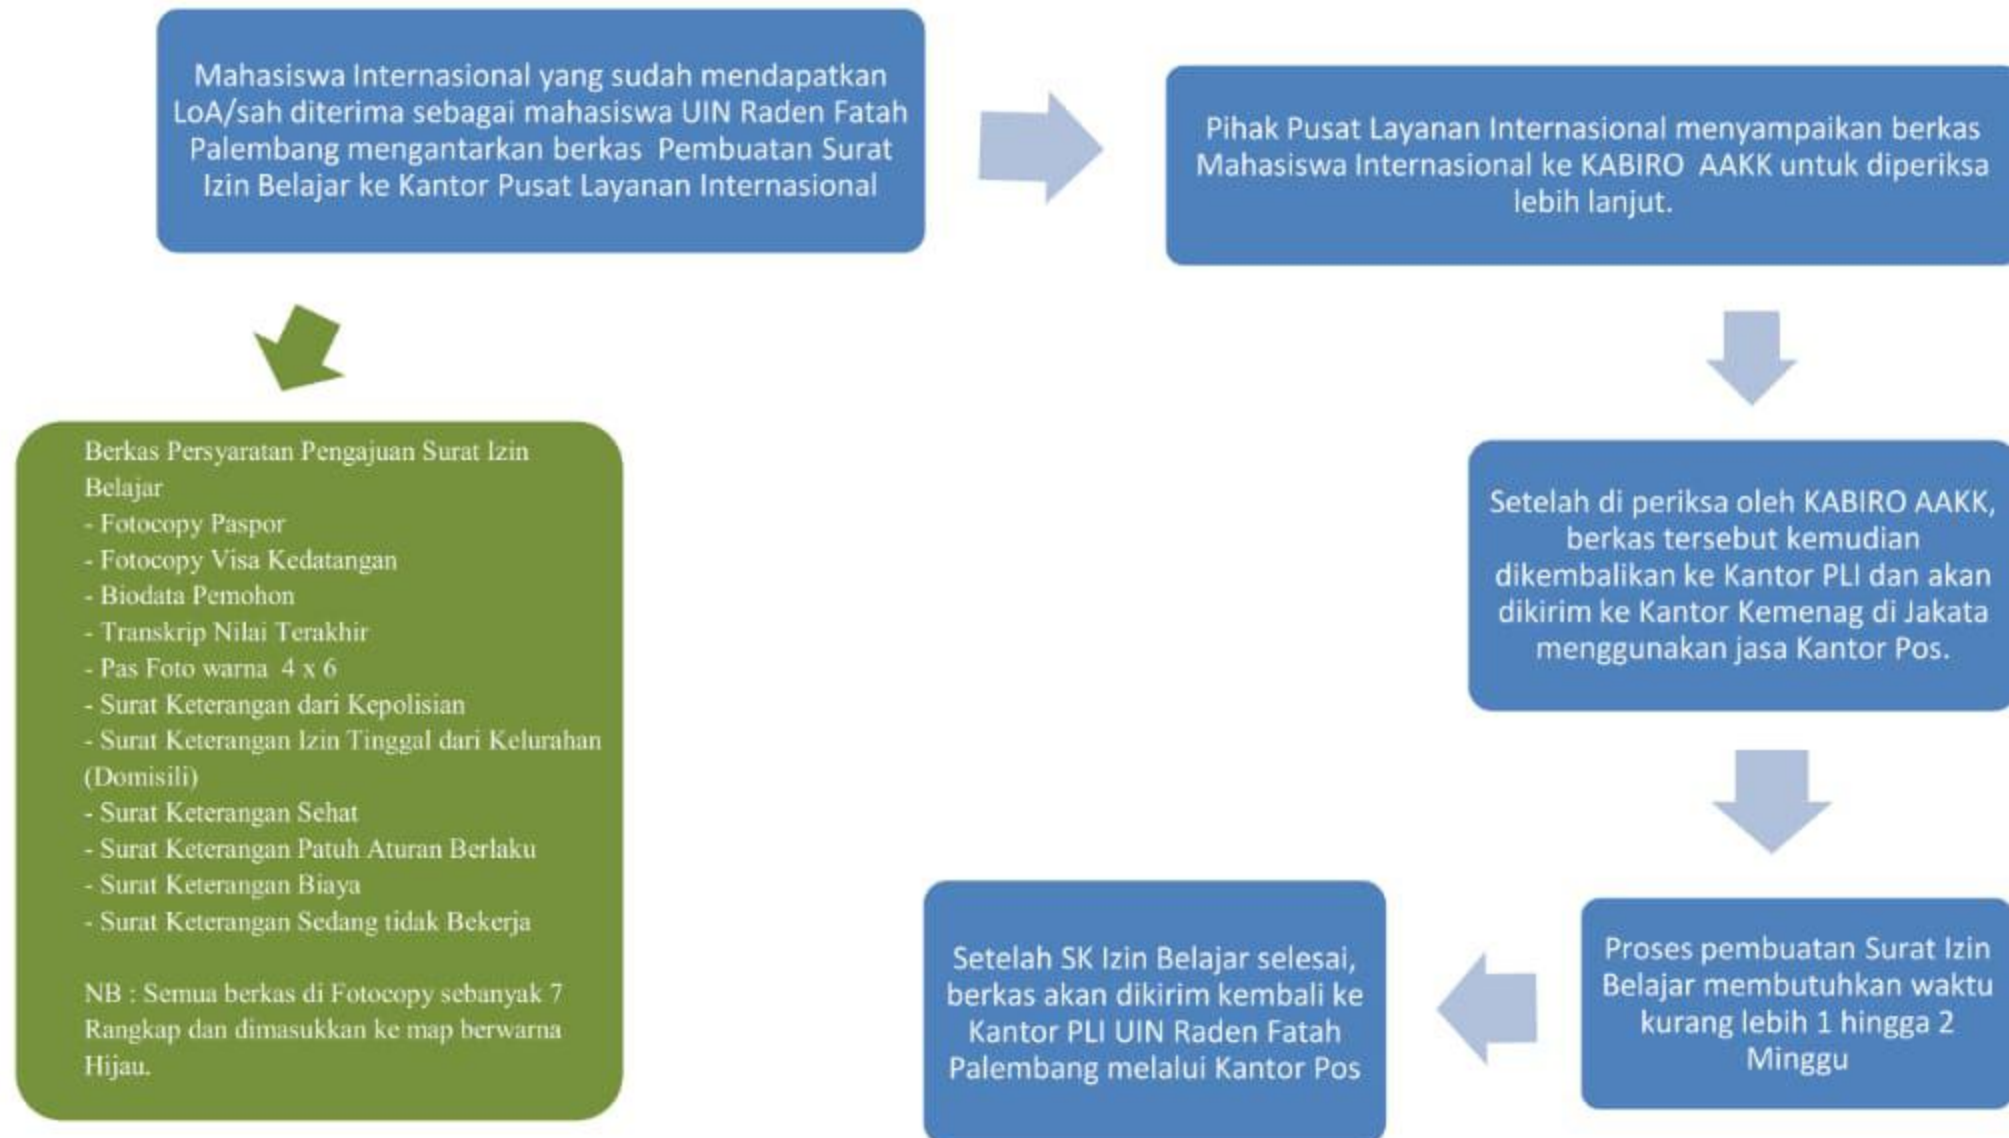 Mahasiswa Internasional yang sudah mendapatkan
LoA/sah diterima sebagai mahasiswa UIN Raden Fatah
Palembang mengantarkan berkas Pembuatan Surat
Izin Belajar ke Kantor Pusat Layanan Internasional
Pihak Pusat Layanan Internasional menyampaikan berkas
Mahasiswa Internasional ke KABIRO AAKK untuk diperiksa
lebih lanjut.
Setelah di periksa oleh KABIRO AAKK,
berkas tersebut kemudian
dikembalikan ke Kantor PLI dan akan
dikirim ke Kantor Kemenag di Jakata
menggunakan jasa Kantor Pos.
Proses pembuatan Surat Izin
Belajar membutuhkan waktu
kurang lebih 1 hingga 2
Minggu
Setelah SK Izin Belajar selesai,
berkas akan dikirim kembali ke
Kantor PLI UIN Raden Fatah
Palembang melalui Kantor Pos
Berkas Persyaratan Pengajuan Surat Izin
Belajar
- Fotocopy Paspor
- Fotocopy Visa Kedatangan
- Biodata Pemohon
- Transkrip Nilai Terakhir
- Pas Foto warna 4 x 6
- Surat Keterangan dari Kepolisian
- Surat Keterangan Izin Tinggal dari Kelurahan
(Domisili)
- Surat Keterangan Sehat
- Surat Keterangan Patuh Aturan Berlaku
- Surat Keterangan Biaya
- Surat Keterangan Sedang tidak Bekerja
NB : Semua berkas di Fotocopy sebanyak 7
Rangkap dan dimasukkan ke map berwarna
Hijau.